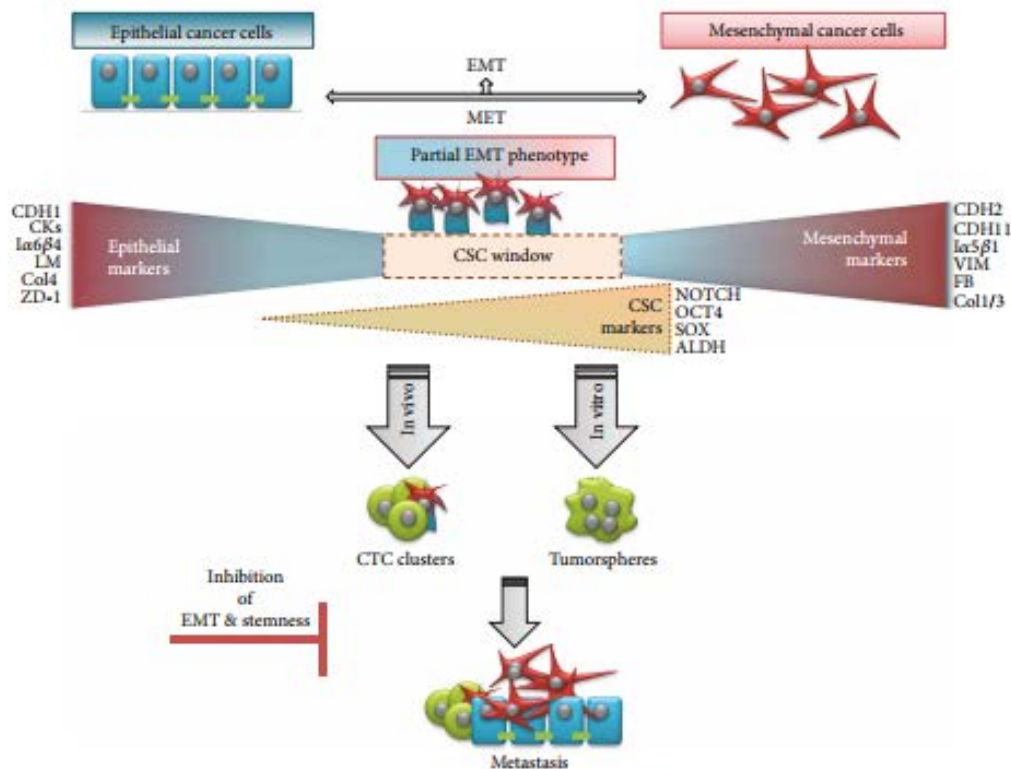 Epithelial cancer cells
Mesenchymal cancer cells
EMT
MET
Partial EMT phenotype
CDH1
CKs
Iα6β4
LM
Col4
ZD•1
Epithelial
markers
CSC window
Mesenchymal
markers
CDH2
CDH11
Iα5β1
VIM
FB
Col1/3
CSC
markers
NOTCH
OCT4
SOX
ALDH
In vivo
In vitro
CTC clusters
Tumorspheres
Inhibition
of
EMT & stemness
Metastasis